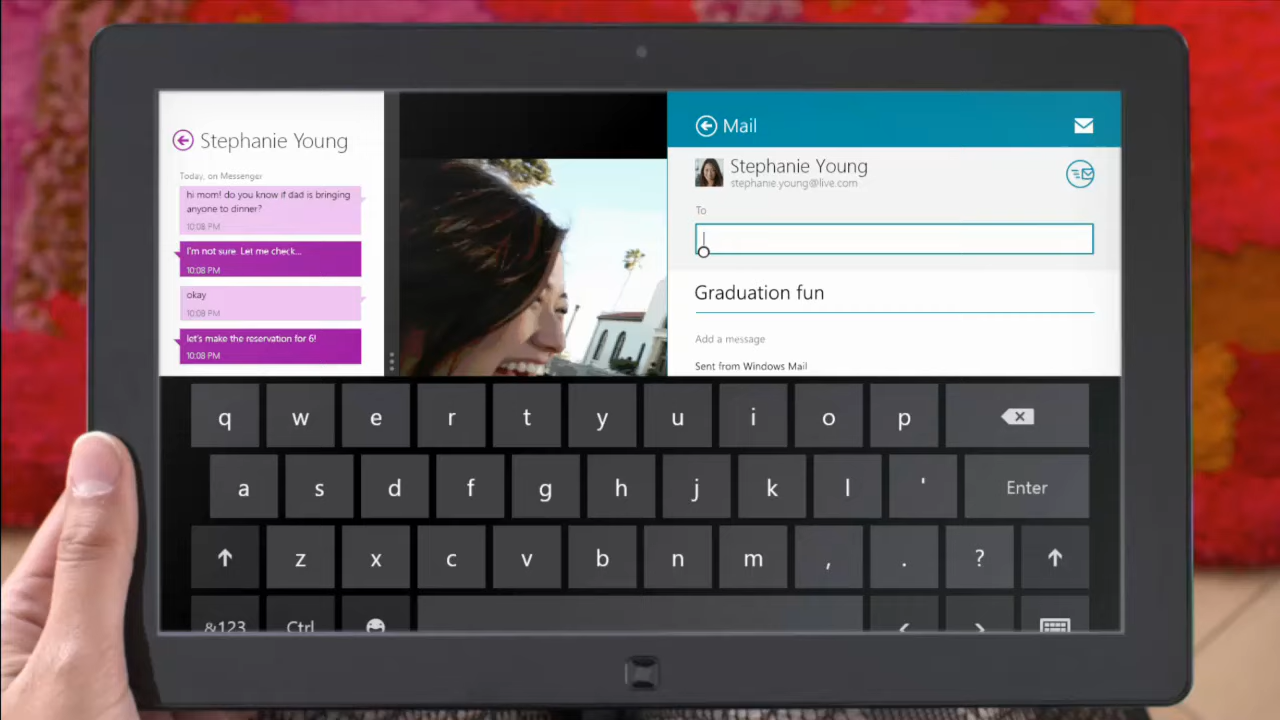 Stephanie Young
Today, on Messenger
hi mom! do you know if dad is bringing
anyone to dinner?
10:08 PM
I'm not sure Let me check...
10:08 PM
okay
10:08 PM
let's make the reservation for 6!
10:08 PM
Mail
Stephanie Young
stephanie.young@live.com
To
Graduation fun
Add a message
Sent from Windows Mail
q w e r t y u i o p
a s d f g h j k l ' Enter
z x c v b n m , . ?
&123 Ctrl < >